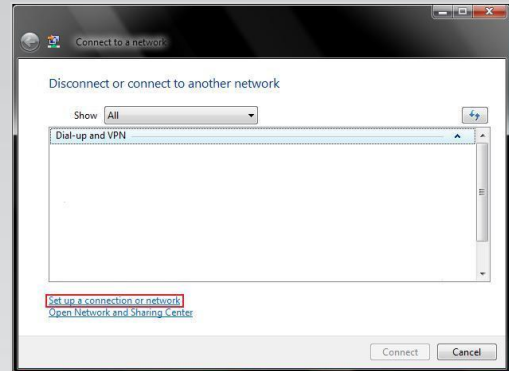 Connect to a network
Disconnect or connect to another network
Show All
Dial-up and VPN
Set up a connection or network
Open Network and Sharing Center
Connect Cancel